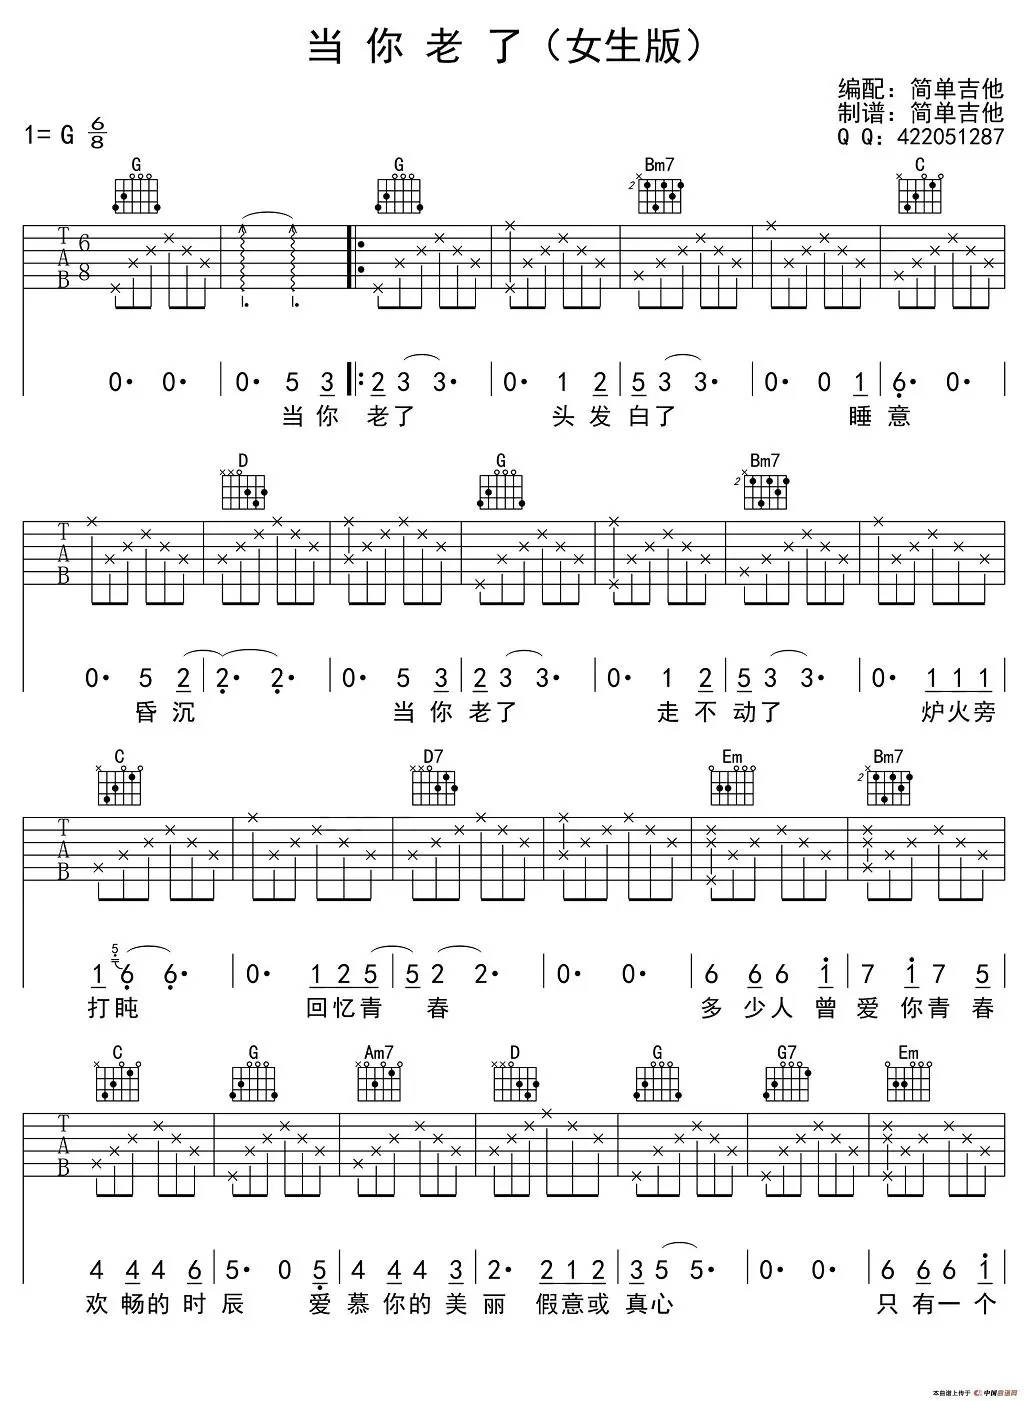 当你老了（女生版）
编配：简单吉他
制谱：简单吉他
QQ：422051287
1=G 6/8
G G Bm7 C
2
T A B 6 8
0· 0· 0· 5 3 2 3 3· 0· 1 2 5 3 3· 0· 0 1 6· 0·
当你 老了 头发 白了 睡意
D G Bm7
2
T A B
0· 5 2 2· 2· 0· 5 3 2 3 3· 0· 1 2 5 3 3· 0· 1 1 1
昏沉 当你 老了 走不 动了 炉火旁
C D7 Em Bm7
2
T A B
5
1 6 6· 0· 1 2 5 5 2 2· 0· 0· 6 6 6 1 7 1 7 5
打盹 回忆青 春 多少人曾 爱你青春
C G Am7 D G G7 Em
T A B
4 4 4 6 5· 0 5 4 4 4 3 2· 2 1 2 3 5 5· 0· 0· 6 6 6 1
欢畅的时 辰 爱 慕你的美 丽 假意或 真心 只有一个
本曲谱上传于 中国曲谱网